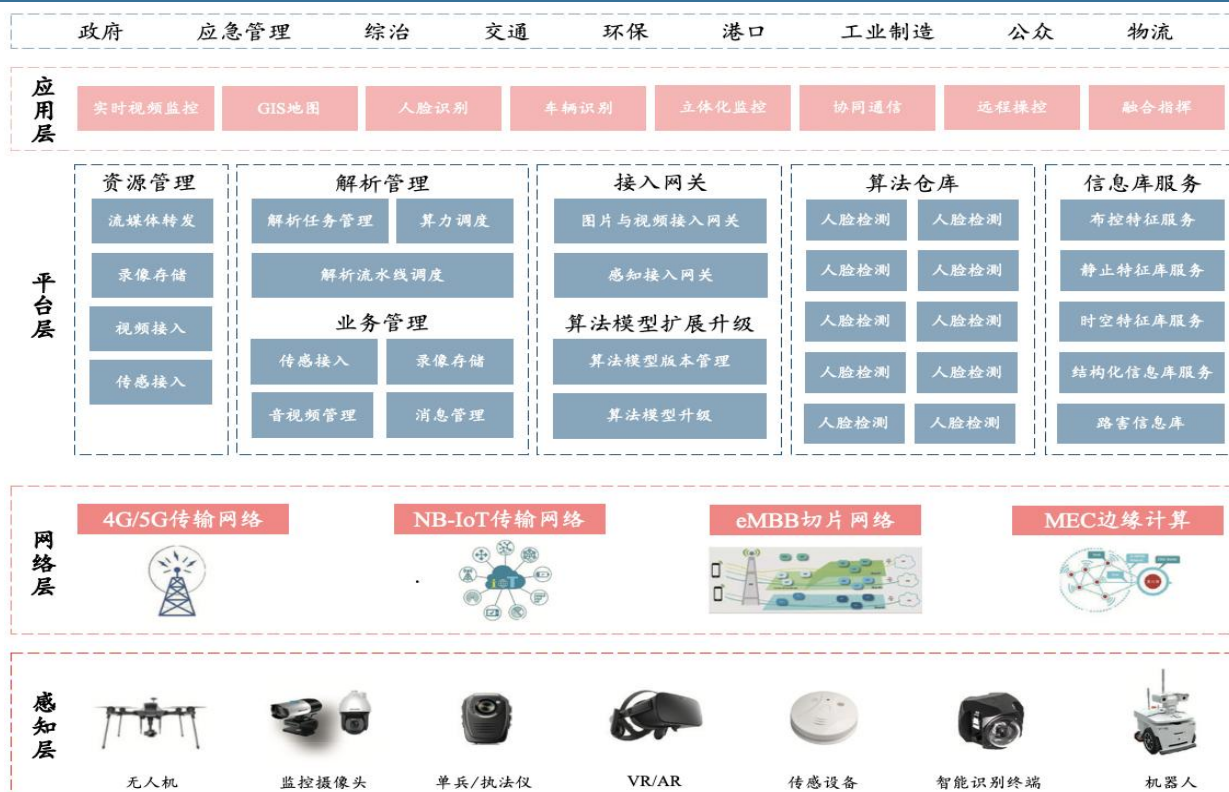 政府 应急管理 综治 交通 环保 港口 工业制造 公众 物流
应用层
实时视频监控 GIS地图 人脸识别 车辆识别 立体化监控 协同通信 远程操控 融合指挥
平台层
资源管理
流媒体转发
录像存储
视频接入
传感接入
解析管理
解析任务管理 算力调度
解析流水线调度
业务管理
传感接入 录像存储
音视频管理 消息管理
接入网关
图片与视频接入网关
感知接入网关
算法模型扩展升级
算法模型版本管理
算法模型升级
算法仓库
人脸检测 人脸检测
人脸检测 人脸检测
人脸检测 人脸检测
人脸检测 人脸检测
人脸检测 人脸检测
信息库服务
布控特征服务
静止特征库服务
时空特征库服务
结构化信息库服务
路害信息库
网络层
4G/5G传输网络 NB-IoT传输网络 eMBB切片网络 MEC边缘计算
IoT
感知层
无人机 监控摄像头 单兵/执法仪 VR/AR 传感设备 智能识别终端 机器人